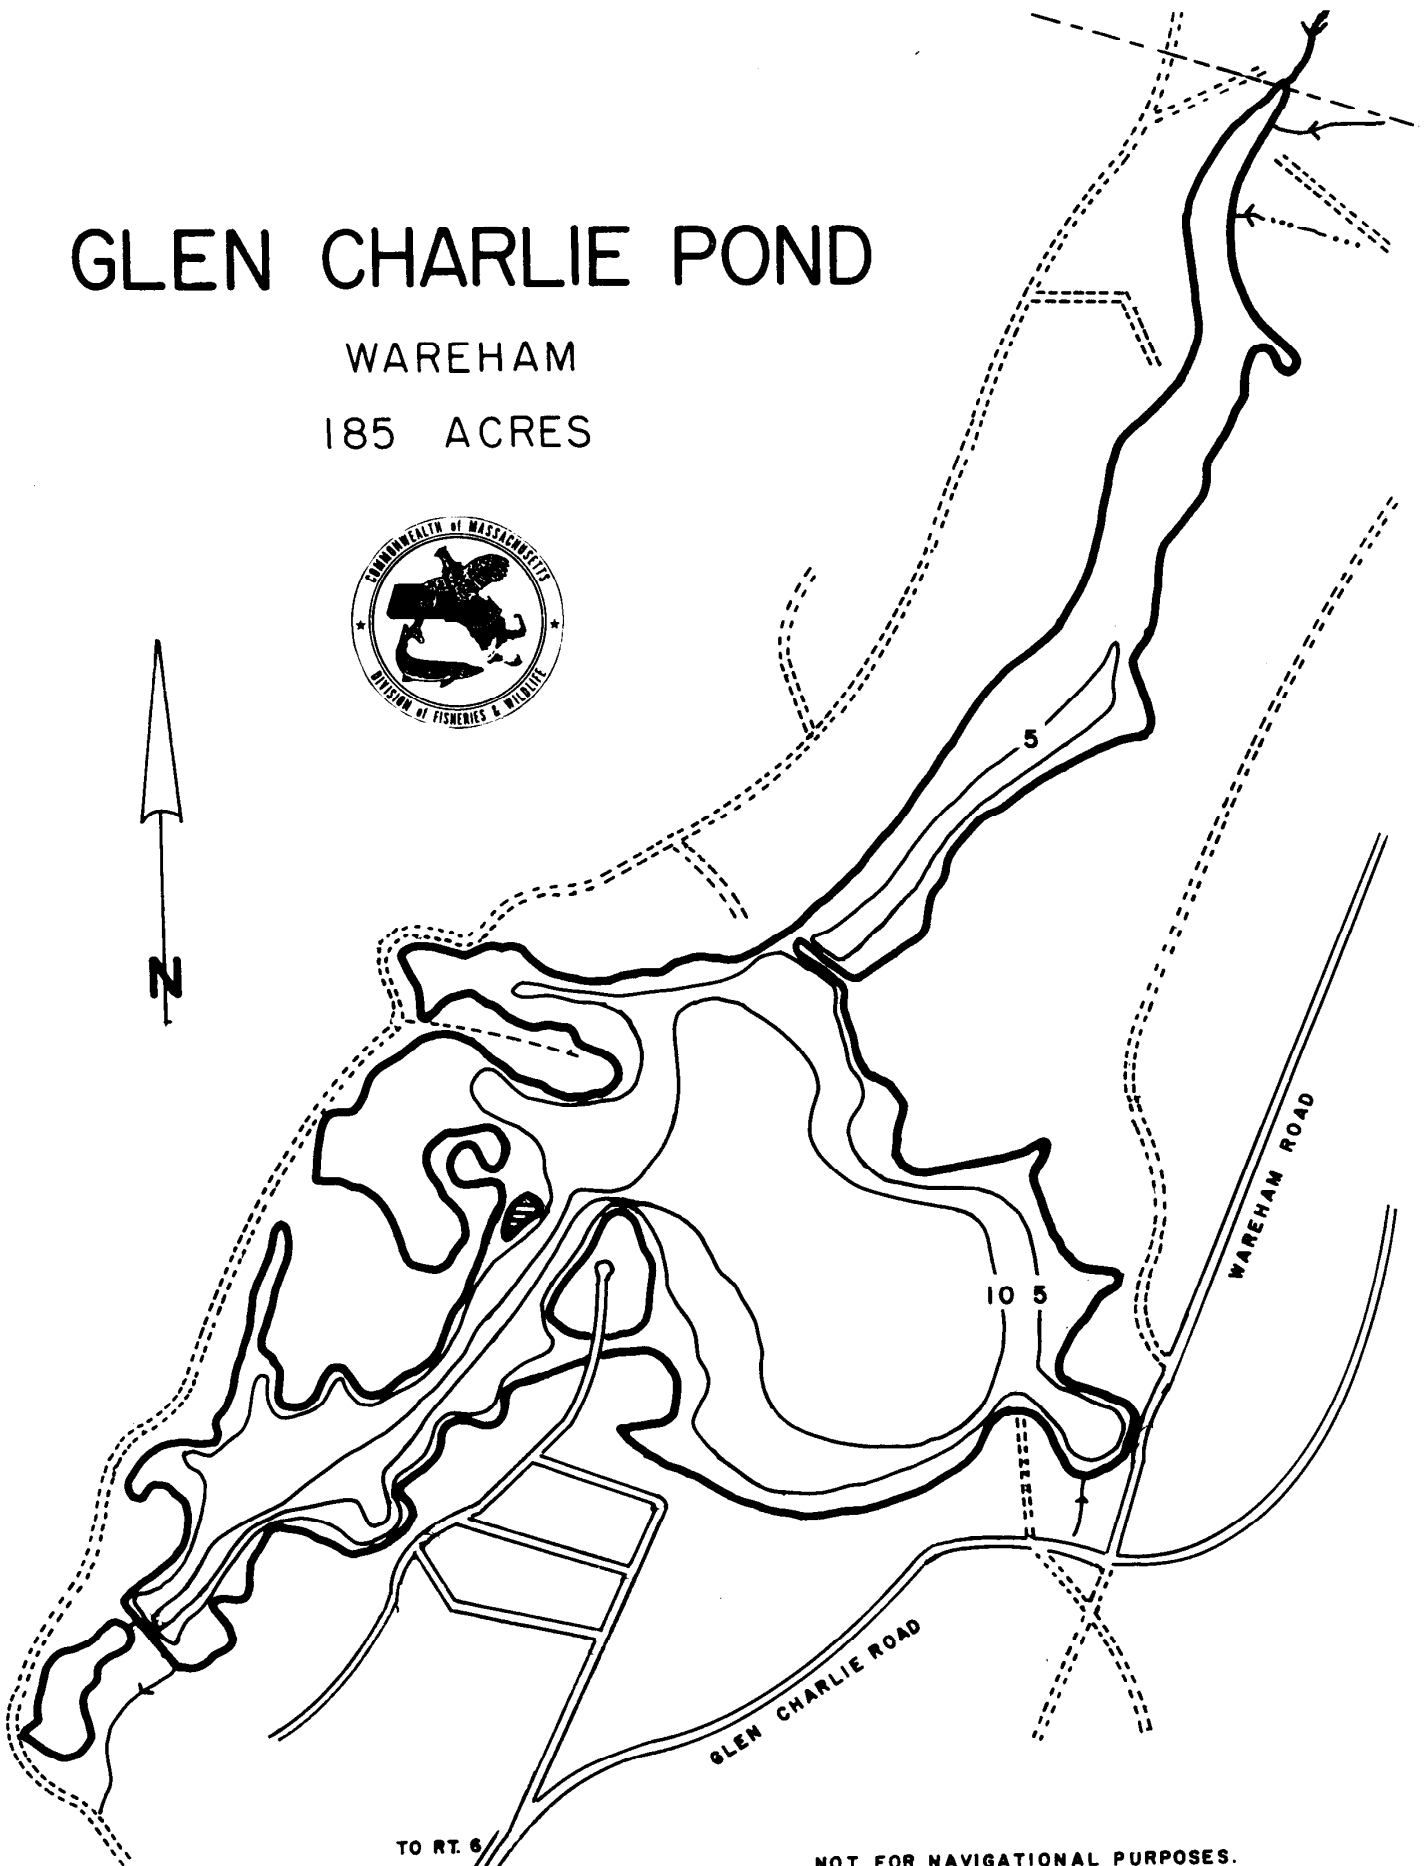 GLEN CHARLIE POND
WAREHAM
185 ACRES
COMMONWEALTH of MASSACHUSETTS
DIVISION of FISHERIES & WILDLIFE
5
N
WAREHAM ROAD
10 5
GLEN CHARLIE ROAD
TO RT. 6
NOT FOR NAVIGATIONAL PURPOSES.